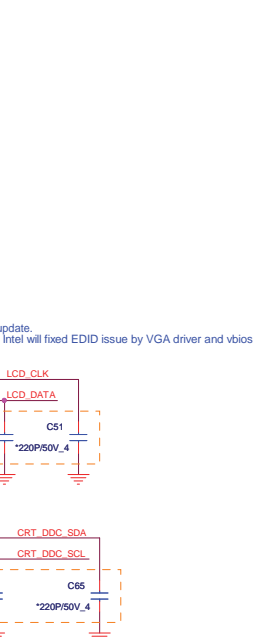 update.
Intel will fixed EDID issue by VGA driver and vbios
LCD_CLK
LCD_DATA
C51
*220P/50V_4
CRT_DDC_SDA
CRT_DDC_SCL
C65
*220P/50V_4